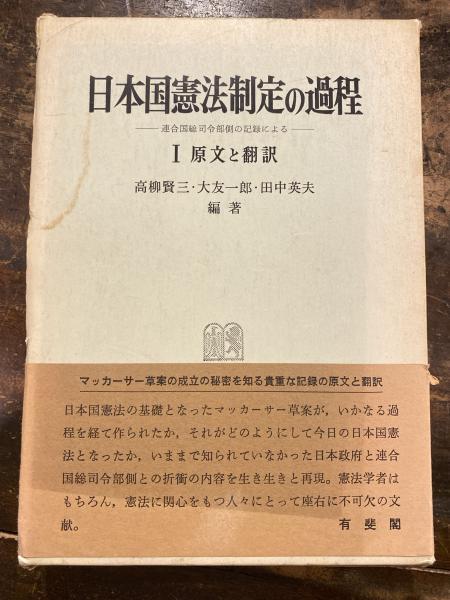 日本国憲法制定の過程
——連合国総司令部側の記録による——
I 原文と翻訳
高柳賢三・大友一郎・田中英夫
編著
マッカーサー草案の成立の秘密を知る貴重な記録の原文と翻訳
日本国憲法の基礎となったマッカーサー草案が，いかなる過
程を経て作られたか，それがどのようにして今日の日本国憲
法となったか，いままで知られていなかった日本政府と連合
国総司令部側との折衝の内容を生き生きと再現。憲法学者は
もちろん，憲法に関心をもつ人々にとって座右に不可欠の文
献。 有斐閣